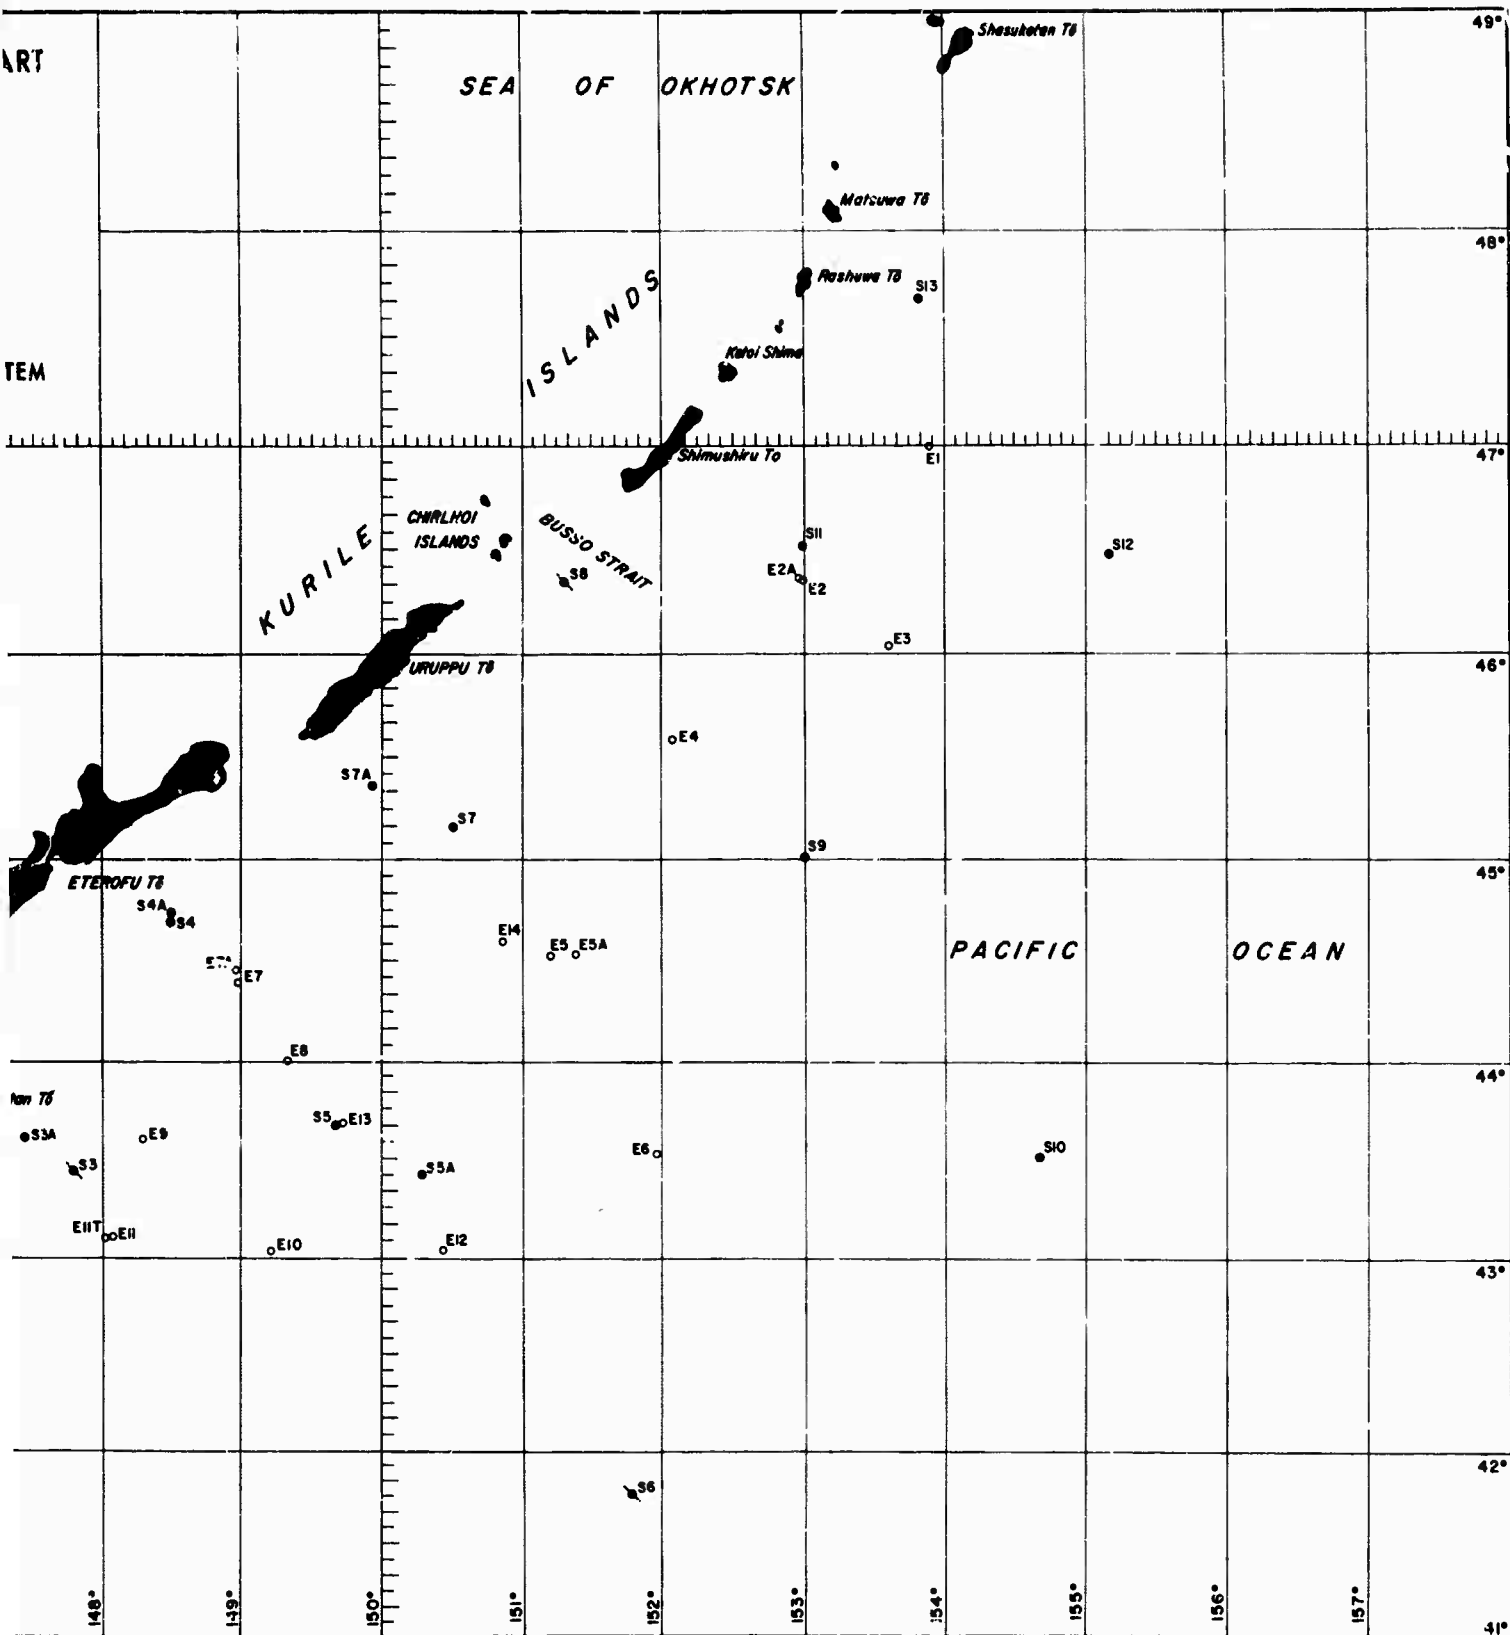 49°
Shasukotan Tō
ART
SEA OF OKHOTSK
Matsuwa Tō
48°
Rashuwa Tō
S13
KURILE ISLANDS
Ketoi Shima
TEM
47°
Shimushiru To
E1
CHIRLHOI
ISLANDS
BUSSO STRAIT
S11
S12
E2A
E2
S8
E3
46°
URUPPU Tō
E4
S7A
S7
S9
45°
ETEROFU Tō
S4A
S4
E14
E5
E5A
PACIFIC OCEAN
E7
E8
44°
tan Tō
S5
E13
S3A
E9
E6
S10
S3
S5A
E11T
E11
E10
E12
43°
42°
S6
148°
149°
150°
151°
152°
153°
154°
155°
156°
157°
41°